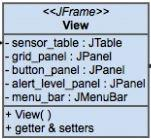 <<JFrame>>
View
- sensor_table : JTable
- grid_panel : JPanel
- button_panel : JPanel
- alert_level_panel : JPanel
- menu_bar : JMenuBar
+ View( )
+ getter & setters